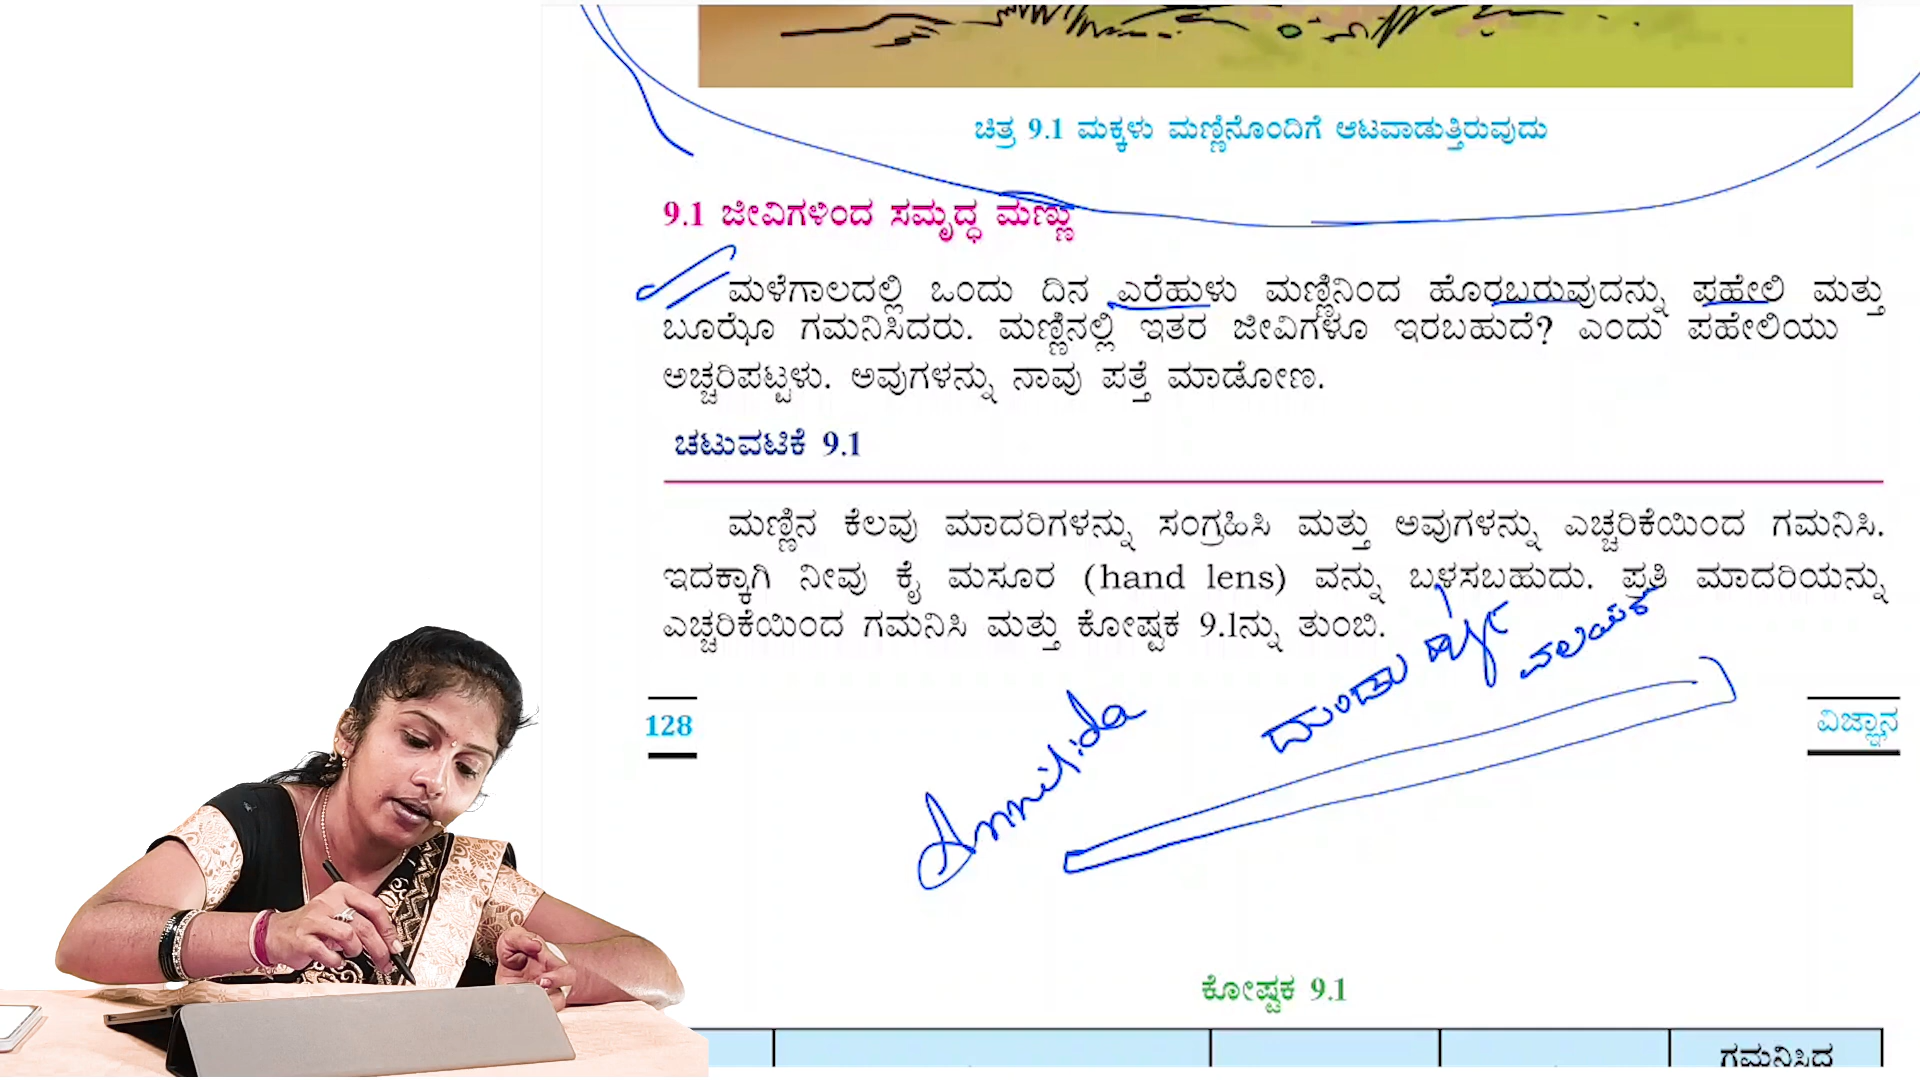 ಚಿತ್ರ 9.1 ಮಕ್ಕಳು ಮಣ್ಣಿನೊಂದಿಗೆ ಆಟವಾಡುತ್ತಿರುವುದು
9.1 ಜೀವಿಗಳಿಂದ ಸಮೃದ್ಧ ಮಣ್ಣು
ಮಳೆಗಾಲದಲ್ಲಿ ಒಂದು ದಿನ ಎರೆಹುಳು ಮಣ್ಣಿನಿಂದ ಹೊರಬರುವುದನ್ನು ಪಹೇಲಿ ಮತ್ತು
ಬೂಝೊ ಗಮನಿಸಿದರು. ಮಣ್ಣಿನಲ್ಲಿ ಇತರ ಜೀವಿಗಳೂ ಇರಬಹುದೆ? ಎಂದು ಪಹೇಲಿಯು
ಅಚ್ಚರಿಪಟ್ಟಳು. ಅವುಗಳನ್ನು ನಾವು ಪತ್ತೆ ಮಾಡೋಣ.
ಚಟುವಟಿಕೆ 9.1
ಮಣ್ಣಿನ ಕೆಲವು ಮಾದರಿಗಳನ್ನು ಸಂಗ್ರಹಿಸಿ ಮತ್ತು ಅವುಗಳನ್ನು ಎಚ್ಚರಿಕೆಯಿಂದ ಗಮನಿಸಿ.
ಇದಕ್ಕಾಗಿ ನೀವು ಕೈ ಮಸೂರ (hand lens) ವನ್ನು ಬಳಸಬಹುದು. ಪ್ರತಿ ಮಾದರಿಯನ್ನು
ಎಚ್ಚರಿಕೆಯಿಂದ ಗಮನಿಸಿ ಮತ್ತು ಕೋಷ್ಟಕ 9.1ನ್ನು ತುಂಬಿ.
ದುಂಡು
ವಲಯಕ
128
ವಿಜ್ಞಾನ
ಕೋಷ್ಟಕ 9.1
ಗಮನಿಸಿದ